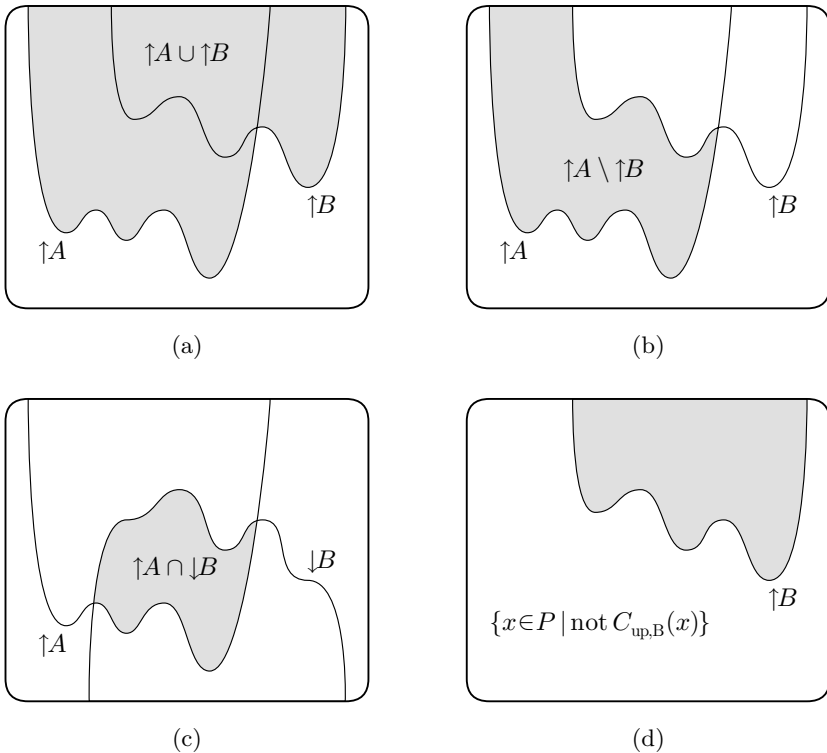 ↑A ∪ ↑B
↑B
↑A
(a)
↑A \ ↑B
↑B
↑A
(b)
↑A ∩ ↓B
↓B
↑A
(c)
↑B
{x∈P | not C_up,B(x)}
(d)